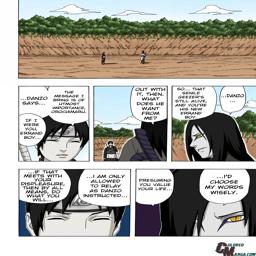 ...DANZO
...
SO...
THAT
SENILE
GEEZER'S
STILL ALIVE,
AND YOU'RE
HIS NEW
ERRAND
BOY...
OUT WITH
IT, THEN.
WHAT
DOES HE
WANT
FROM
ME?
THE
MESSAGE I
BRING IS OF
UTMOST
IMPORTANCE,
OROCHIMARU.
...DANZO
SAYS...
IF I
WERE YOU,
ERRAND
BOY...
...I'D
CHOOSE
MY WORDS
WISELY.
PRESUMING
YOU VALUE
YOUR LIFE...
...I AM ONLY
ALLOWED
TO RELAY
AS DANZO
INSTRUCTED...
...IF THAT
MEETS WITH
YOUR
DISPLEASURE,
THEN BY ALL
MEANS, DO
WHAT YOU
WILL.
COLORED
MANGA.COM